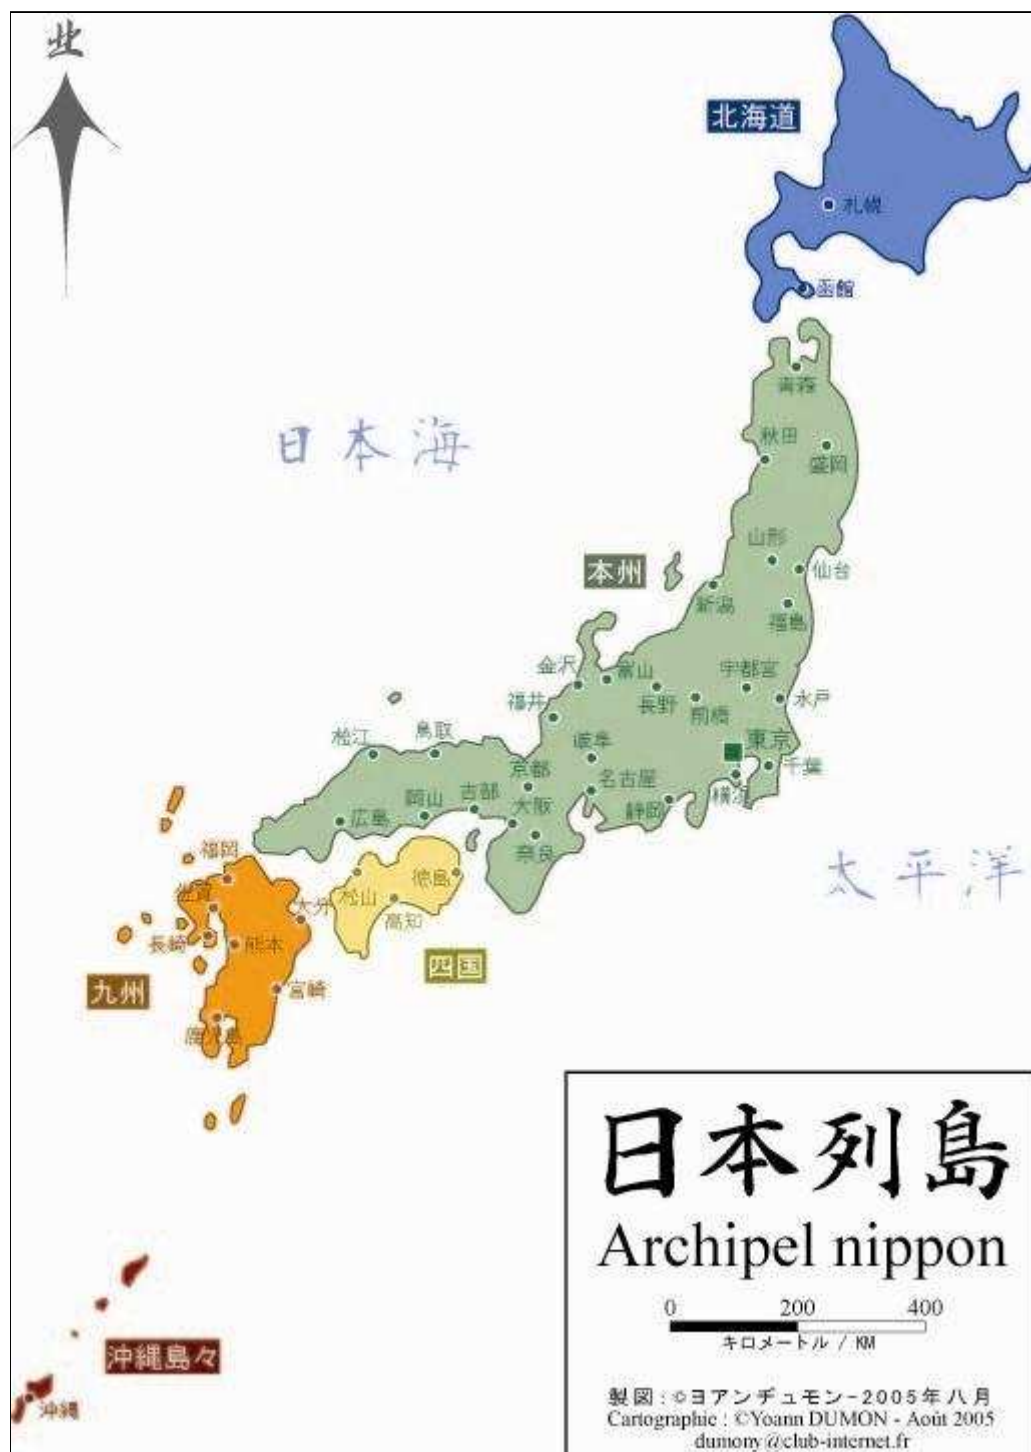 北
北海道
札幌
函館
青森
秋田
盛岡
日本海
山形
本州
仙台
新潟
福島
金沢
富山
宇都宮
長野
前橋
水戸
福井
松江
鳥取
岐阜
東京
京都
千葉
名古屋
岡山
吉部
大阪
横浜
静岡
広島
奈良
福岡
太平洋
佐賀
松山
徳島
大分
高知
長崎
熊本
四国
九州
宮崎
鹿児島
日本列島
Archipel nippon
0 200 400
キロメートル / KM
沖縄島々
沖縄
製図:©ヨアンヂュモン-2005年八月
Cartographie : ©Yoann DUMON - Août 2005
dumony@club-internet.fr